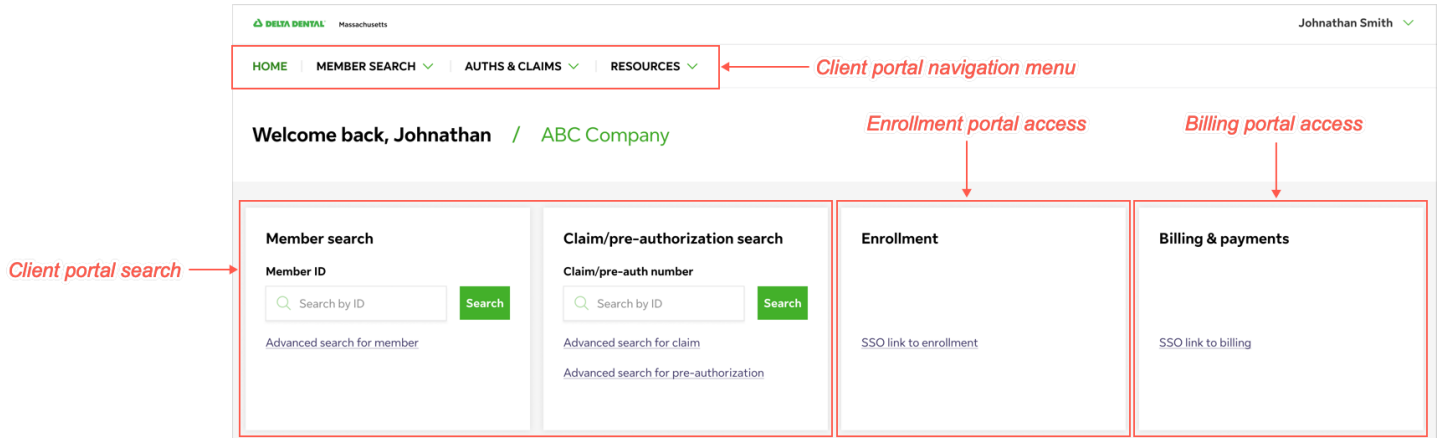 DELTA DENTAL Massachusetts
Johnathan Smith
HOME MEMBER SEARCH AUTHS & CLAIMS RESOURCES
Client portal navigation menu
Welcome back, Johnathan / ABC Company
Enrollment portal access
Billing portal access
Client portal search
Member search
Member ID
Search by ID Search
Advanced search for member
Claim/pre-authorization search
Claim/pre-auth number
Search by ID Search
Advanced search for claim
Advanced search for pre-authorization
Enrollment
SSO link to enrollment
Billing & payments
SSO link to billing